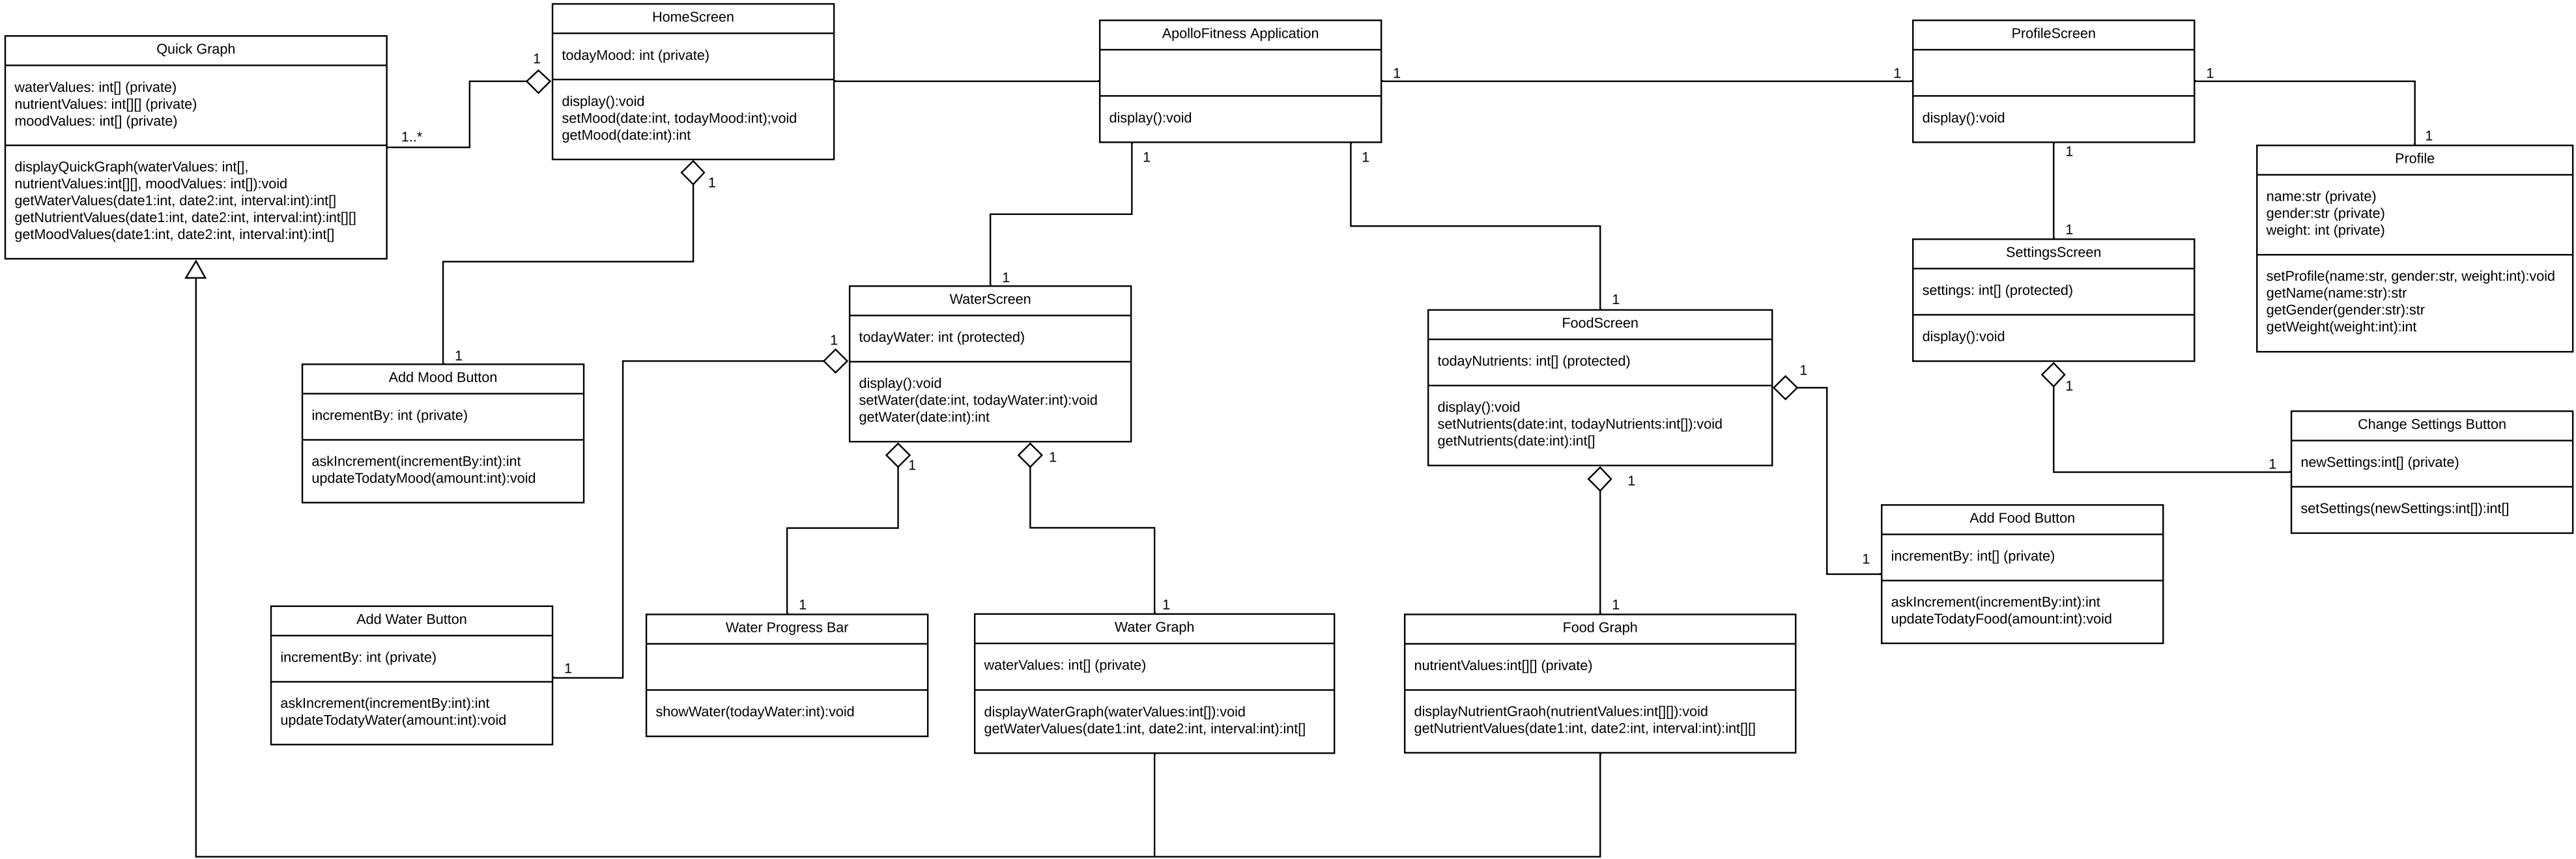 Quick Graph
waterValues: int[] (private)
nutrientValues: int[][] (private)
moodValues: int[] (private)
displayQuickGraph(waterValues: int[],
nutrientValues:int[][], moodValues: int[]):void
getWaterValues(date1:int, date2:int, interval:int):int[]
getNutrientValues(date1:int, date2:int, interval:int):int[][]
getMoodValues(date1:int, date2:int, interval:int):int[]
1
1..*
HomeScreen
todayMood: int (private)
display():void
setMood(date:int, todayMood:int);void
getMood(date:int):int
1
ApolloFitness Application
display():void
1
1
1
1
ProfileScreen
display():void
1
1
1
Profile
name:str (private)
gender:str (private)
weight: int (private)
setProfile(name:str, gender:str, weight:int):void
getName(name:str):str
getGender(gender:str):str
getWeight(weight:int):int
1
SettingsScreen
settings: int[] (protected)
display():void
1
1
Change Settings Button
newSettings:int[] (private)
setSettings(newSettings:int[]):int[]
1
Add Mood Button
incrementBy: int (private)
askIncrement(incrementBy:int):int
updateTodatyMood(amount:int):void
1
WaterScreen
todayWater: int (protected)
display():void
setWater(date:int, todayWater:int):void
getWater(date:int):int
1
1
1
1
FoodScreen
todayNutrients: int[] (protected)
display():void
setNutrients(date:int, todayNutrients:int[]):void
getNutrients(date:int):int[]
1
1
1
Add Food Button
incrementBy: int[] (private)
askIncrement(incrementBy:int):int
updateTodatyFood(amount:int):void
Add Water Button
incrementBy: int (private)
askIncrement(incrementBy:int):int
updateTodatyWater(amount:int):void
1
1
Water Progress Bar
showWater(todayWater:int):void
1
Water Graph
waterValues: int[] (private)
displayWaterGraph(waterValues:int[]):void
getWaterValues(date1:int, date2:int, interval:int):int[]
1
Food Graph
nutrientValues:int[][] (private)
displayNutrientGraoh(nutrientValues:int[][]):void
getNutrientValues(date1:int, date2:int, interval:int):int[][]